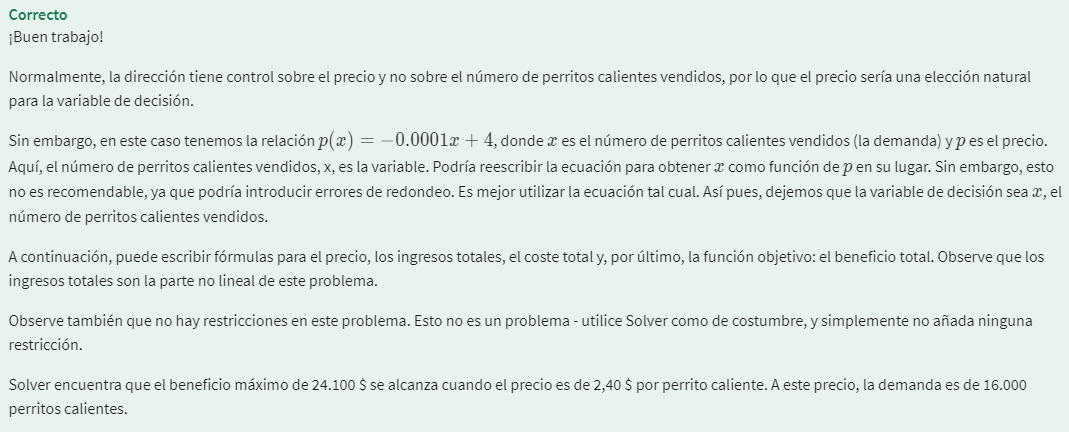 Correcto
¡Buen trabajo!
Normalmente, la dirección tiene control sobre el precio y no sobre el número de perritos calientes vendidos, por lo que el precio sería una elección natural
para la variable de decisión.
Sin embargo, en este caso tenemos la relación p(x) = −0.0001x + 4, donde x es el número de perritos calientes vendidos (la demanda) y p es el precio.
Aquí, el número de perritos calientes vendidos, x, es la variable. Podría reescribir la ecuación para obtener x como función de p en su lugar. Sin embargo, esto
no es recomendable, ya que podría introducir errores de redondeo. Es mejor utilizar la ecuación tal cual. Así pues, dejemos que la variable de decisión sea x, el
número de perritos calientes vendidos.
A continuación, puede escribir fórmulas para el precio, los ingresos totales, el coste total y, por último, la función objetivo: el beneficio total. Observe que los
ingresos totales son la parte no lineal de este problema.
Observe también que no hay restricciones en este problema. Esto no es un problema - utilice Solver como de costumbre, y simplemente no añada ninguna
restricción.
Solver encuentra que el beneficio máximo de 24.100 $ se alcanza cuando el precio es de 2,40 $ por perrito caliente. A este precio, la demanda es de 16.000
perritos calientes.